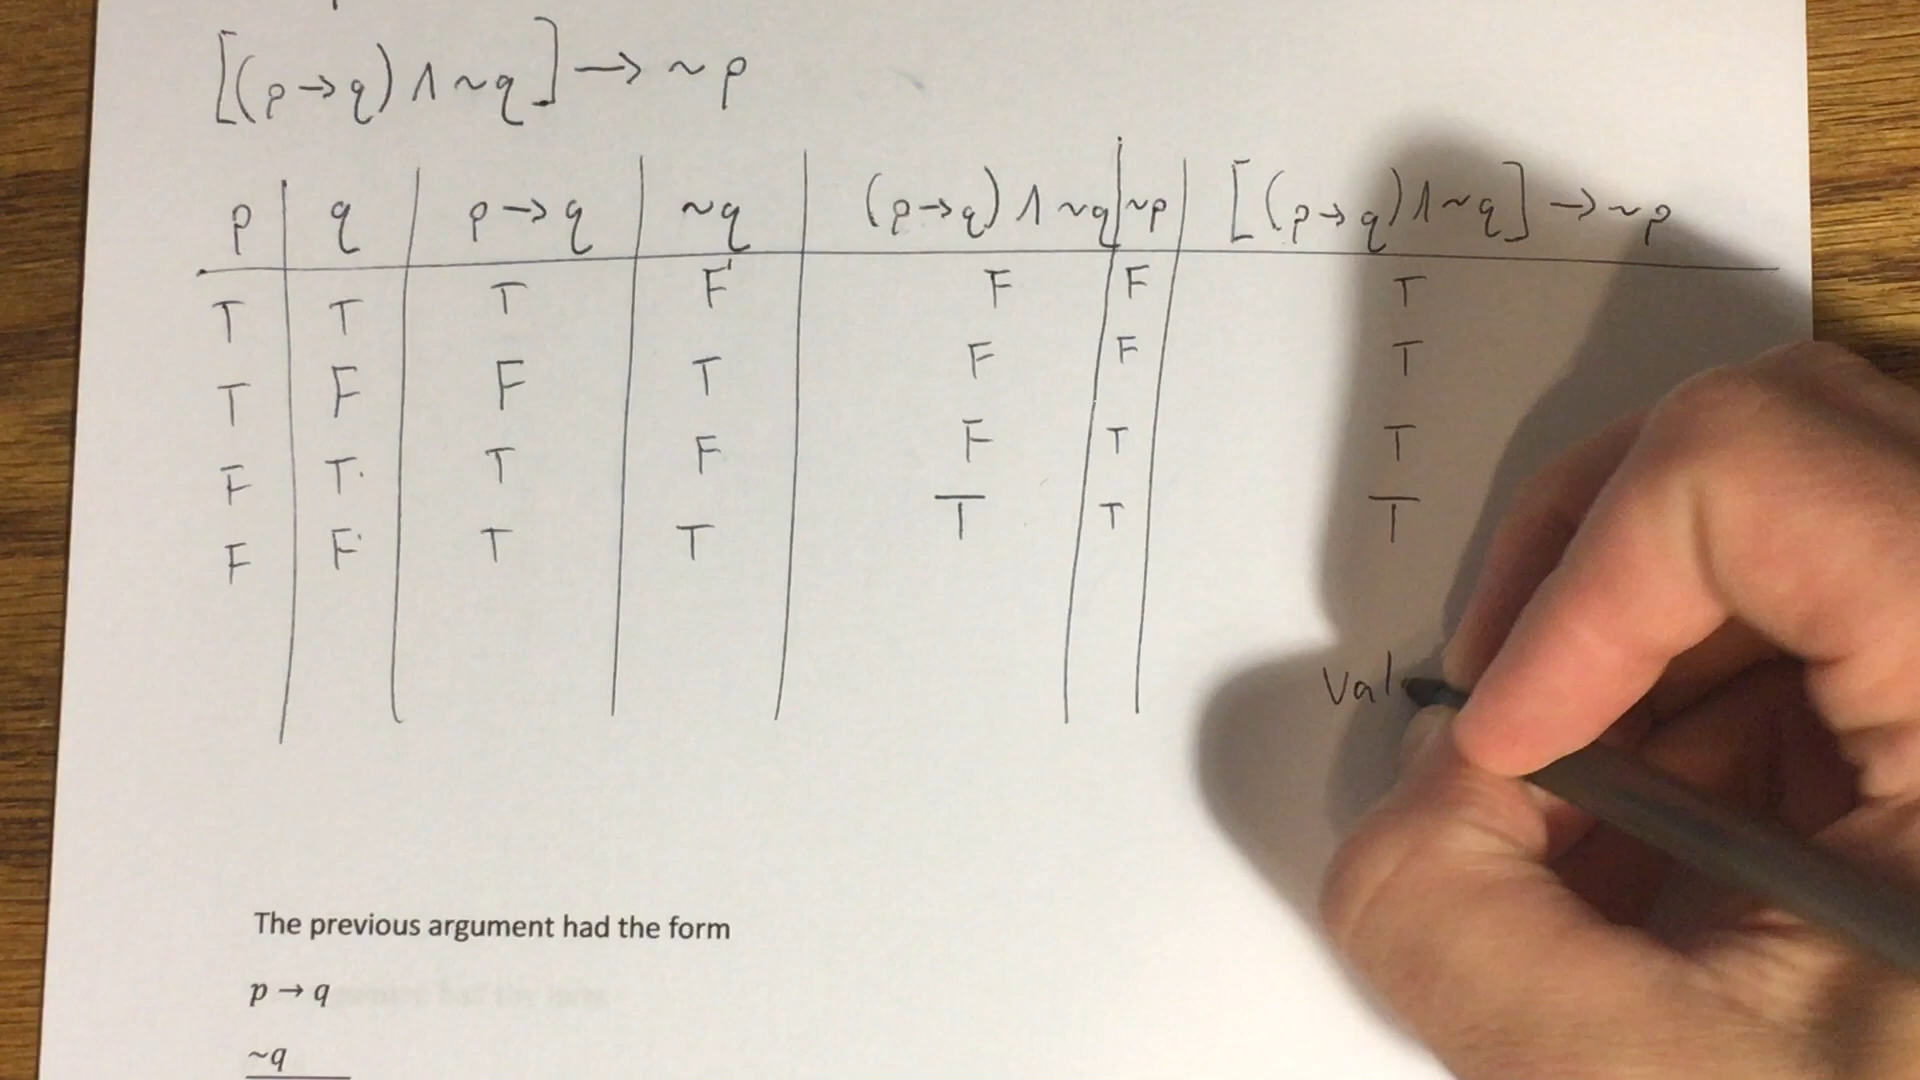 [(p→q)∧~q]→~p
p q p→q ~q (p→q)∧~q ~p [(p→q)∧~q]→~p
T T T F F F T
T F F T F F T
F T T F F T T
F F T T T T T
Val
The previous argument had the form
p → q
~q